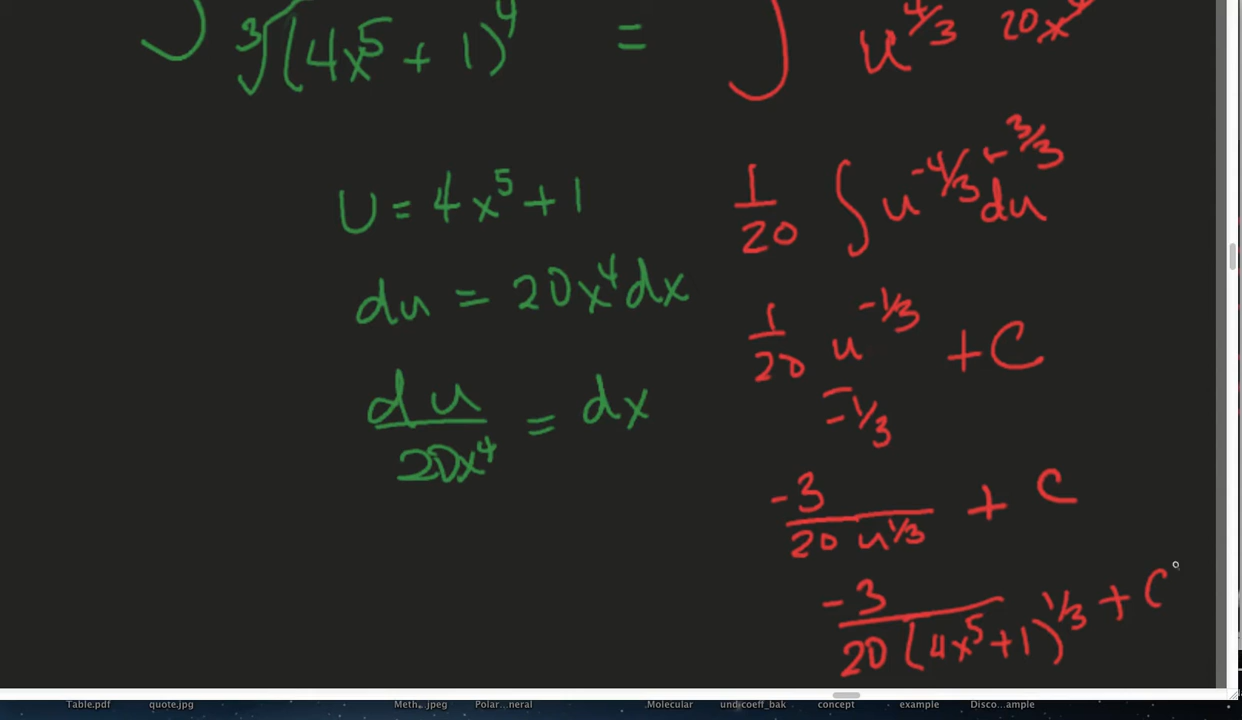 ∫ ∛(4x⁵ + 1)⁴ = ∫ u^(4/3) 20x⁴
U = 4x⁵ + 1
du = 20x⁴dx
du/20x⁴ = dx
1/20 ∫ u^(-4/3 + 3/3) du
1/20 u^(-1/3)/(-1/3) + C
-3/(20 u^(1/3)) + C
-3/(20 (4x⁵+1)^(1/3)) + C
Table.pdf quote.jpg Meth...jpeg Polar...neral Molecular undicoeff_bak concept example Disco...ample